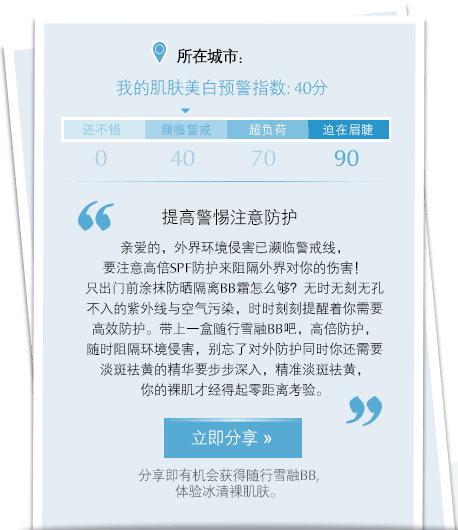 所在城市:
我的肌肤美白预警指数: 40分
还不错 濒临警戒 超负荷 迫在眉睫
0 40 70 90
“
提高警惕注意防护
亲爱的，外界环境侵害已濒临警戒线，
要注意高倍SPF防护来阻隔外界对你的伤害！
只出门前涂抹防晒隔离BB霜怎么够？无时无刻无孔
不入的紫外线与空气污染，时时刻刻提醒着你需要
高效防护。带上一盒随行雪融BB吧，高倍防护，
随时阻隔环境侵害，别忘了对外防护同时你还需要
淡斑祛黄的精华要步步深入，精准淡斑祛黄，
你的裸肌才经得起零距离考验。
”
立即分享 »
分享即有机会获得随行雪融BB,
体验冰清裸肌肤。